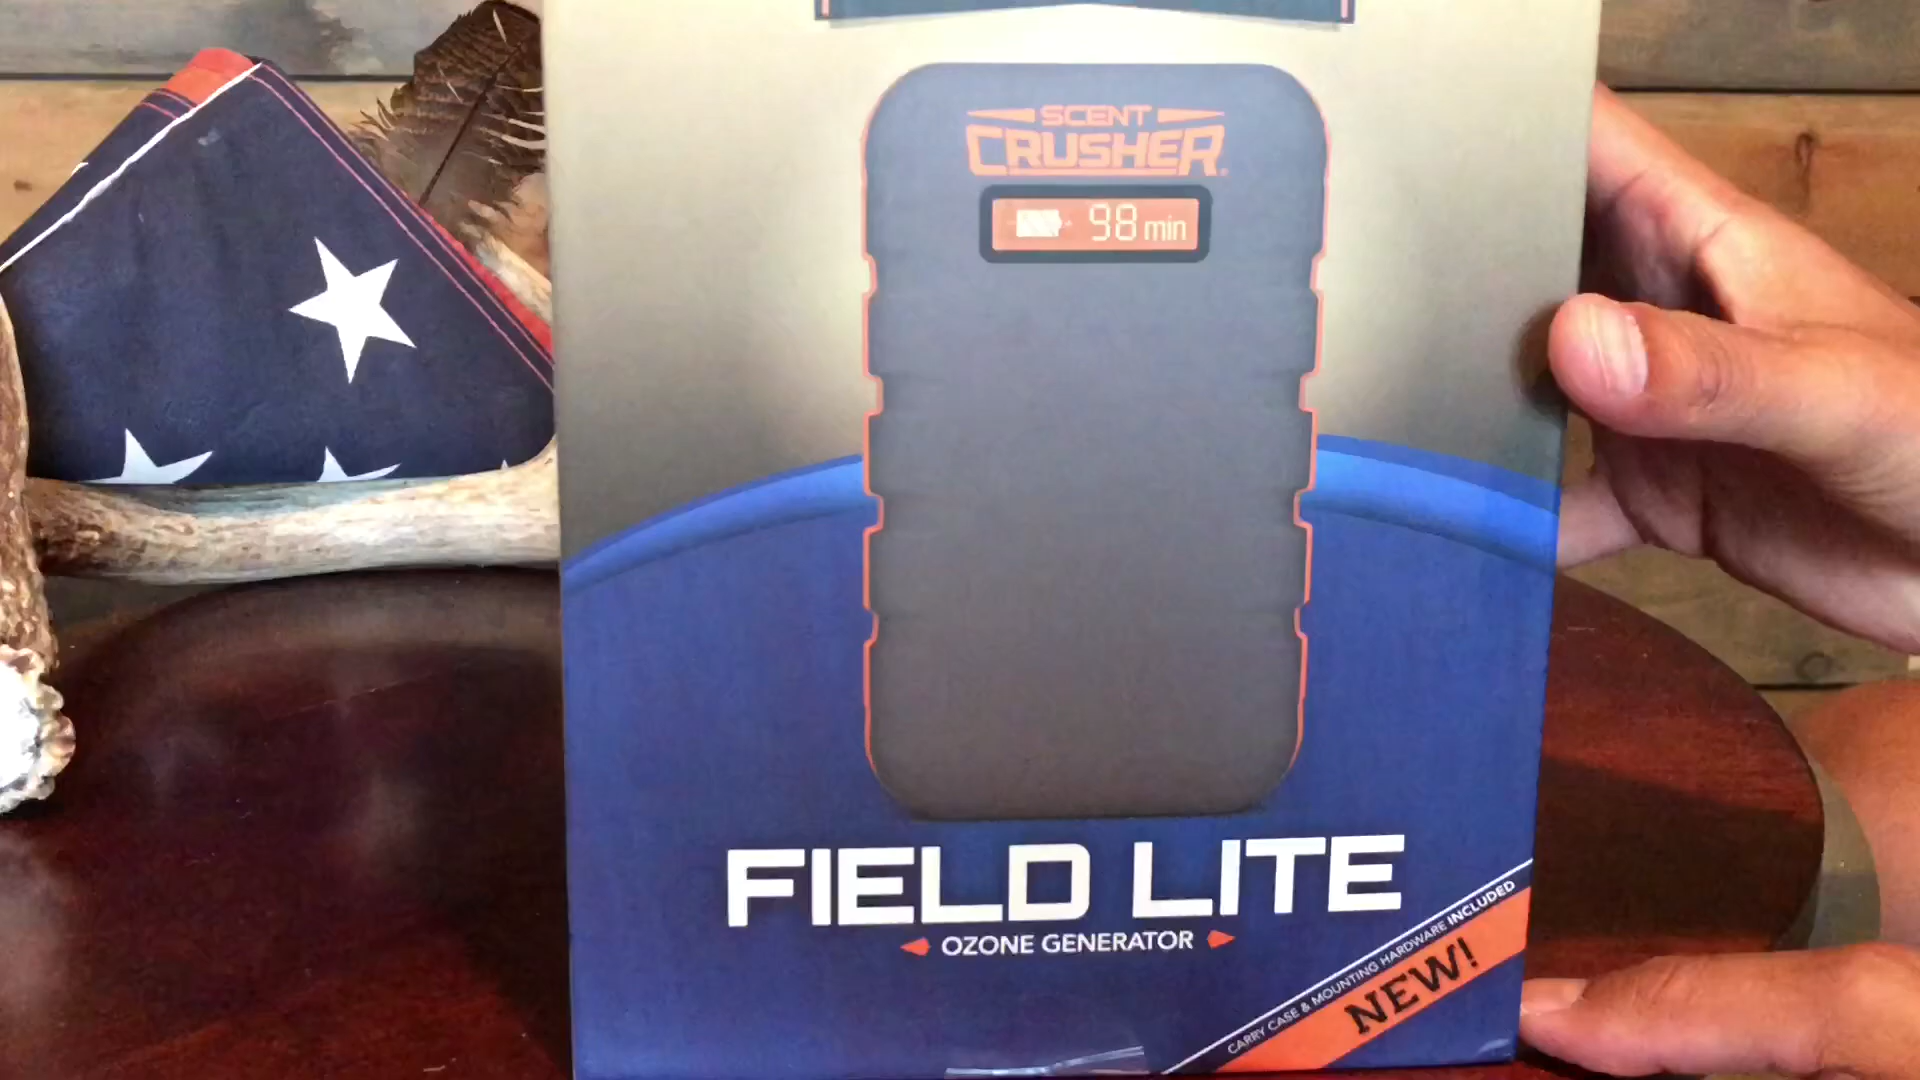 SCENT
CRUSHER
98 min
FIELD LITE
OZONE GENERATOR
CARRY CASE & MOUNTING HARDWARE INCLUDED
NEW!